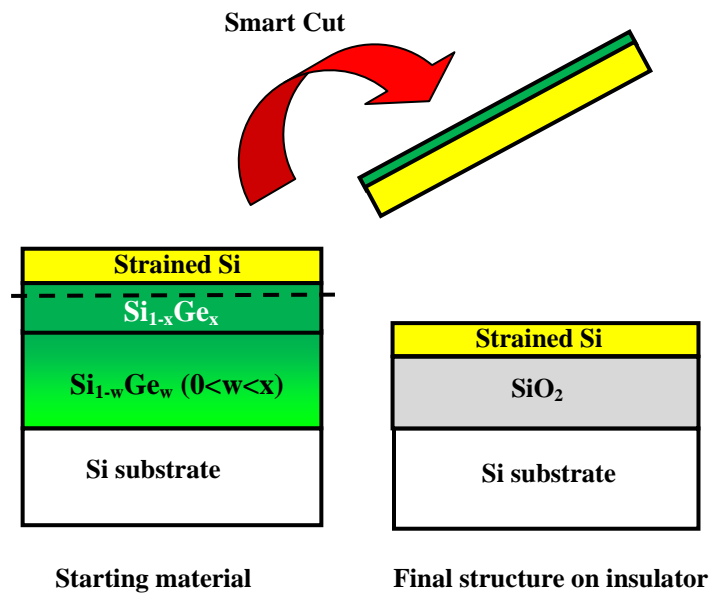 Smart Cut
Strained Si
Si₁₋ₓGeₓ
Si₁₋wGew (0<w<x)
Si substrate
Starting material
Strained Si
SiO₂
Si substrate
Final structure on insulator